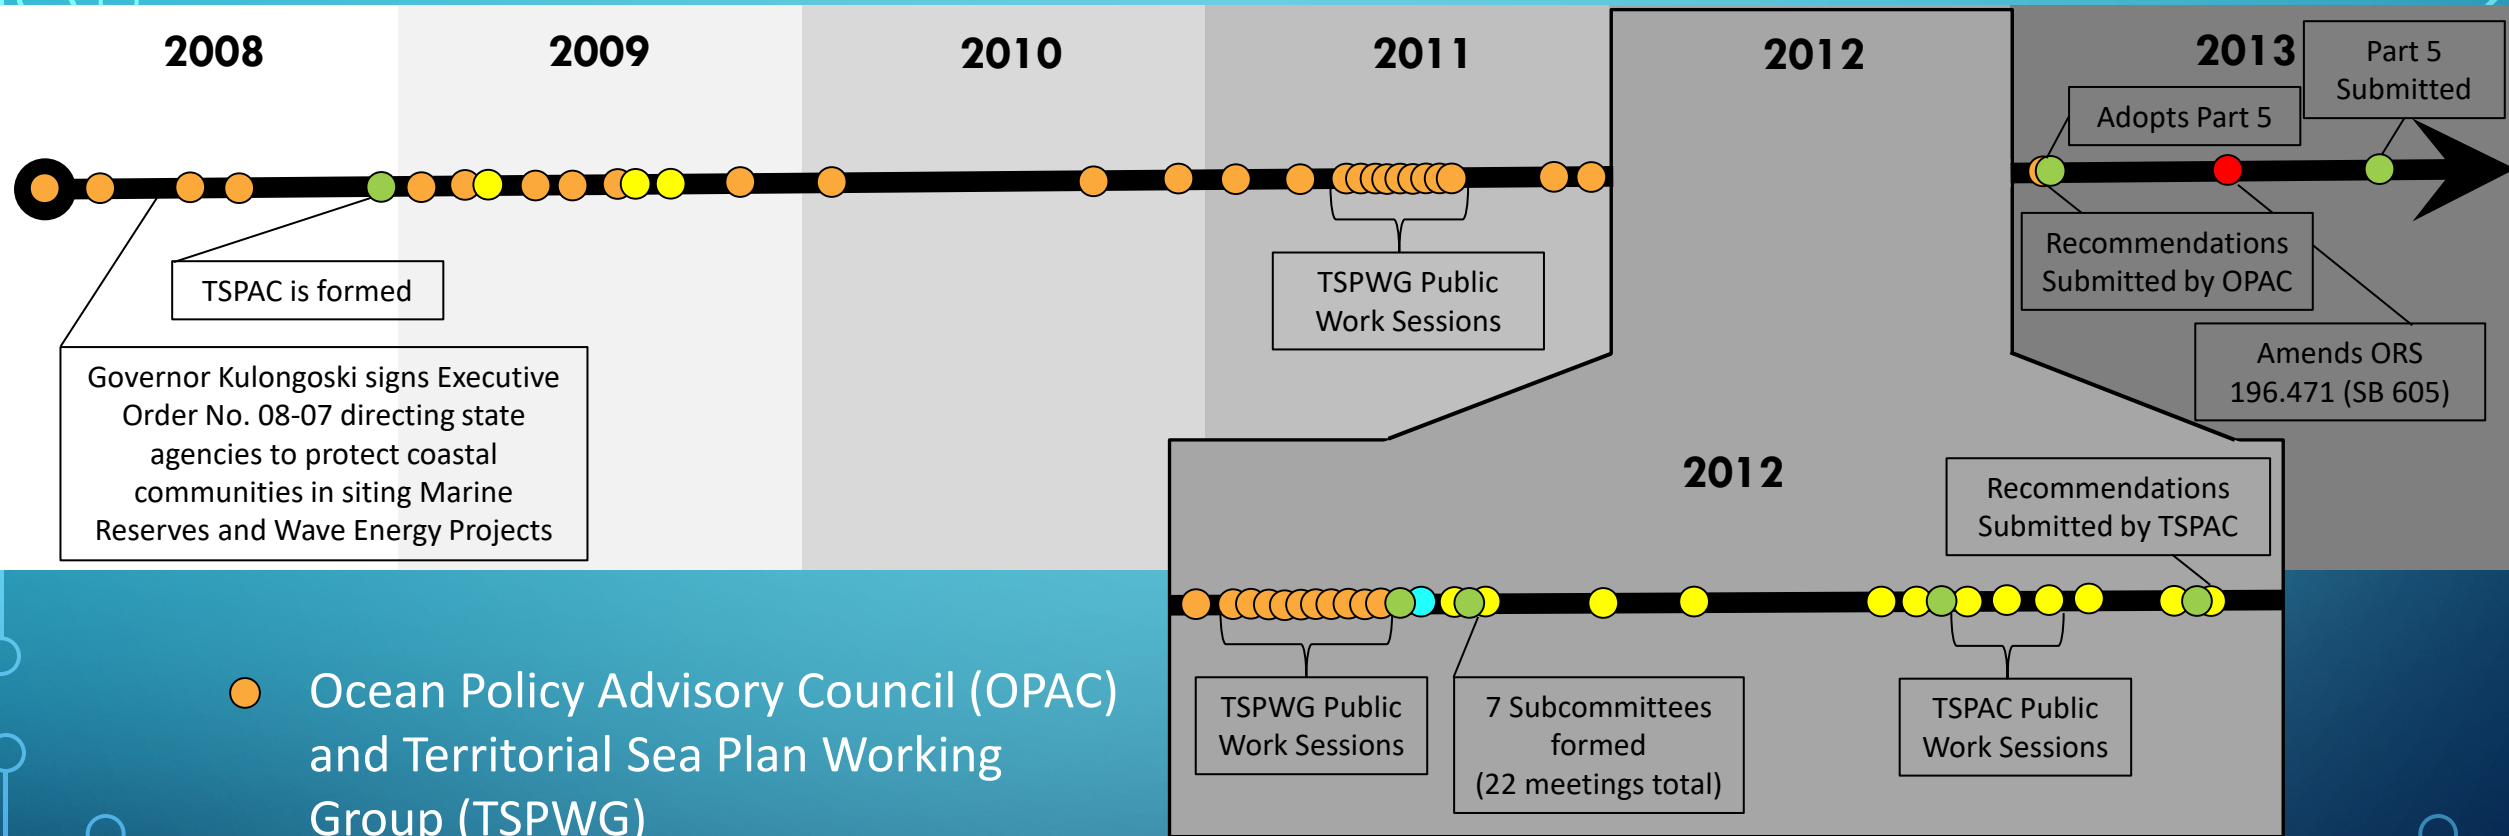 2008
2009
2010
2011
2012
2013
Part 5
Submitted
Adopts Part 5
TSPAC is formed
TSPWG Public
Work Sessions
Recommendations
Submitted by OPAC
Amends ORS
196.471 (SB 605)
Governor Kulongoski signs Executive
Order No. 08-07 directing state
agencies to protect coastal
communities in siting Marine
Reserves and Wave Energy Projects
2012
Recommendations
Submitted by TSPAC
TSPWG Public
Work Sessions
7 Subcommittees
formed
(22 meetings total)
TSPAC Public
Work Sessions
Ocean Policy Advisory Council (OPAC)
and Territorial Sea Plan Working
Group (TSPWG)